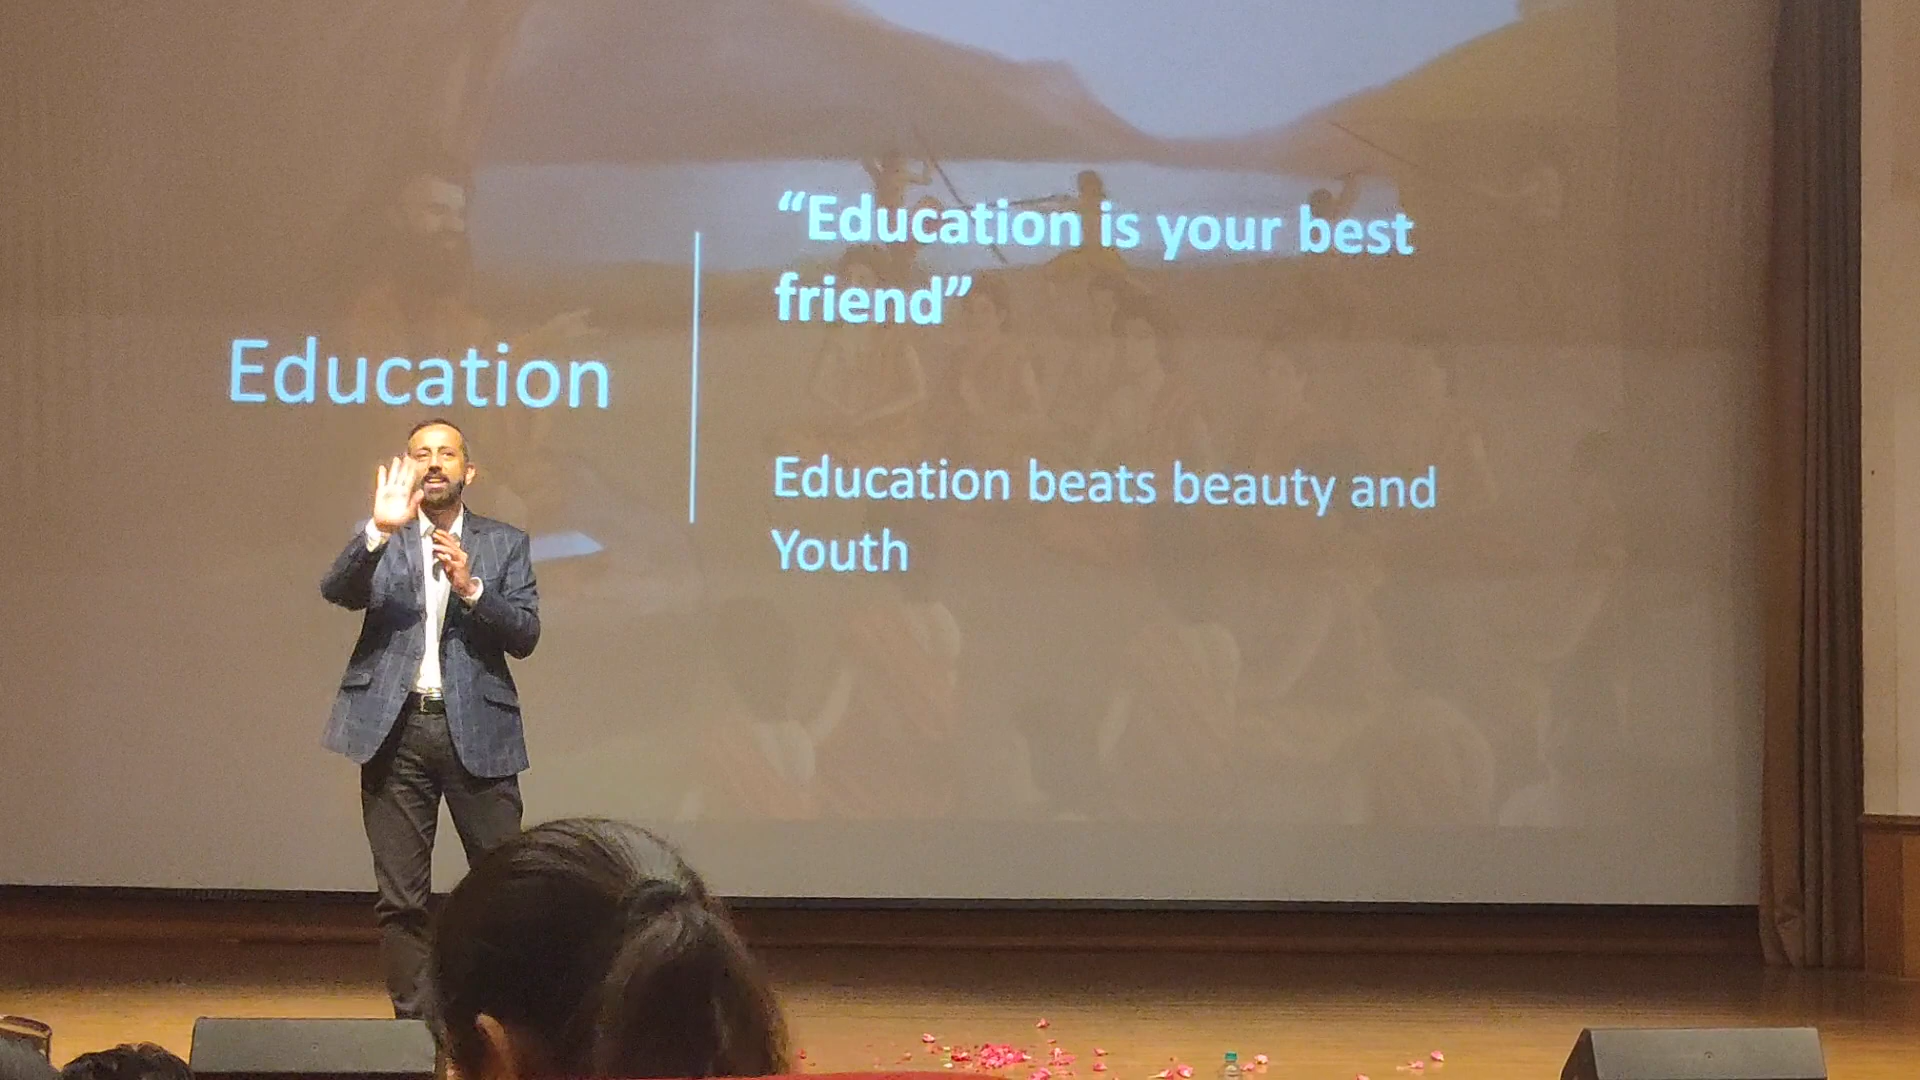 Education
“Education is your best
friend”
Education beats beauty and
Youth